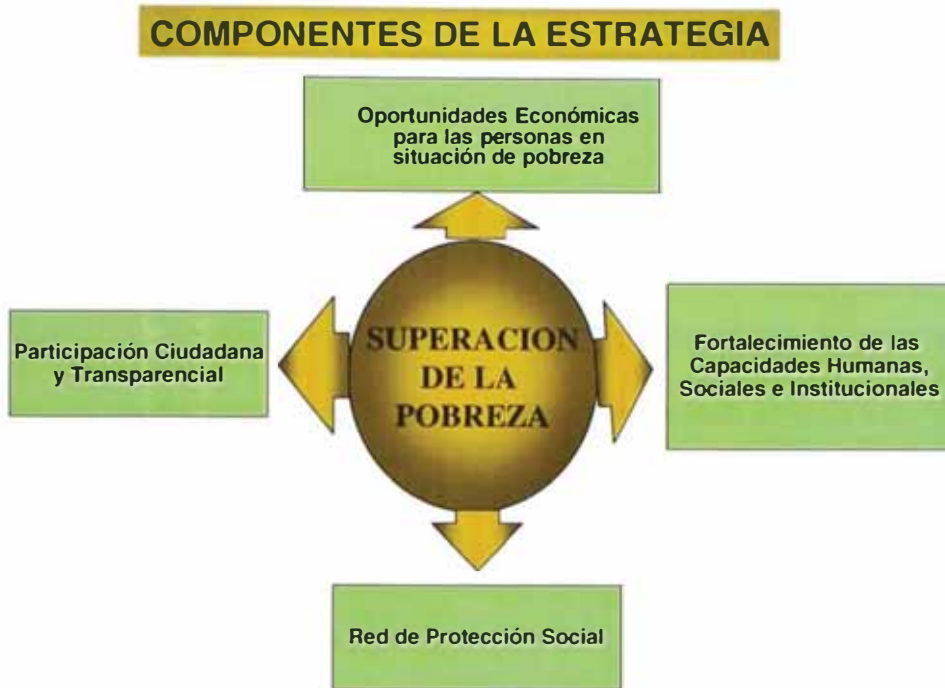 COMPONENTES DE LA ESTRATEGIA
Oportunidades Económicas
para las personas en
situación de pobreza
Participación Ciudadana
y Transparencial
SUPERACION
DE LA
POBREZA
Fortalecimiento de las
Capacidades Humanas,
Sociales e Institucionales
Red de Protección Social